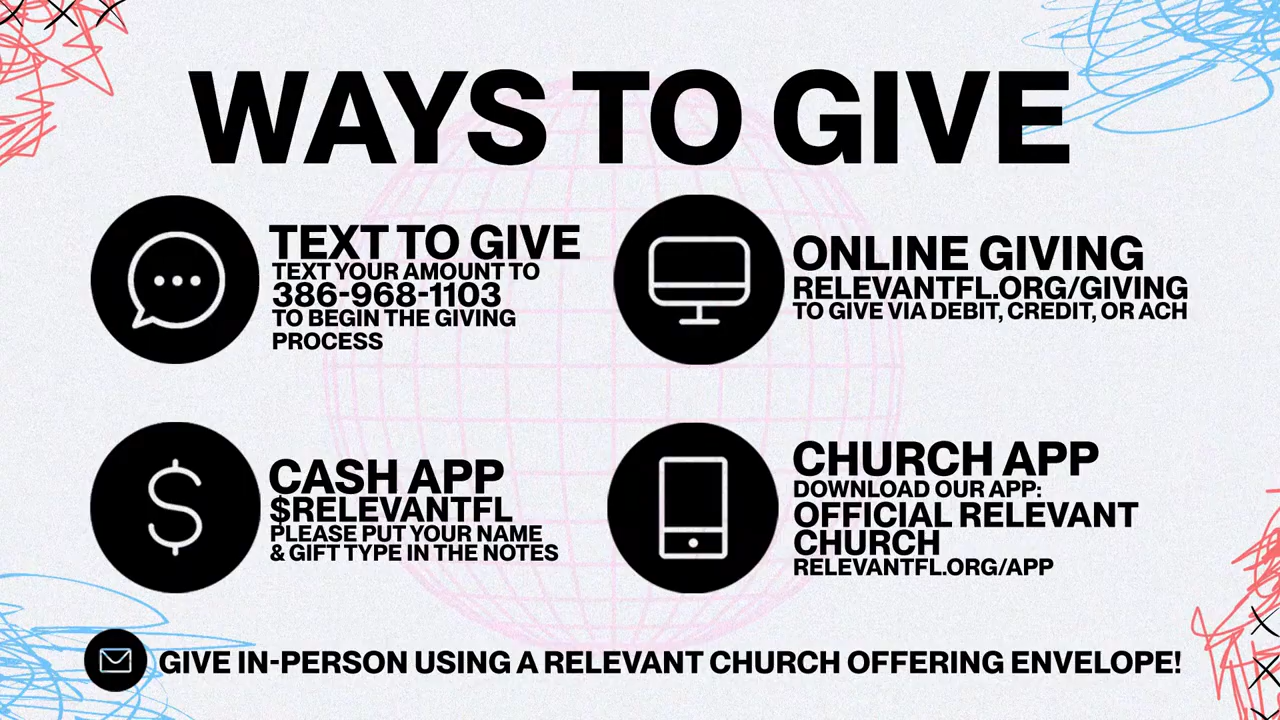 WAYS TO GIVE
TEXT TO GIVE
TEXT YOUR AMOUNT TO
386-968-1103
TO BEGIN THE GIVING
PROCESS
ONLINE GIVING
RELEVANTFL.ORG/GIVING
TO GIVE VIA DEBIT, CREDIT, OR ACH
CASH APP
$RELEVANTFL
PLEASE PUT YOUR NAME
& GIFT TYPE IN THE NOTES
CHURCH APP
DOWNLOAD OUR APP:
OFFICIAL RELEVANT
CHURCH
RELEVANTFL.ORG/APP
GIVE IN-PERSON USING A RELEVANT CHURCH OFFERING ENVELOPE!